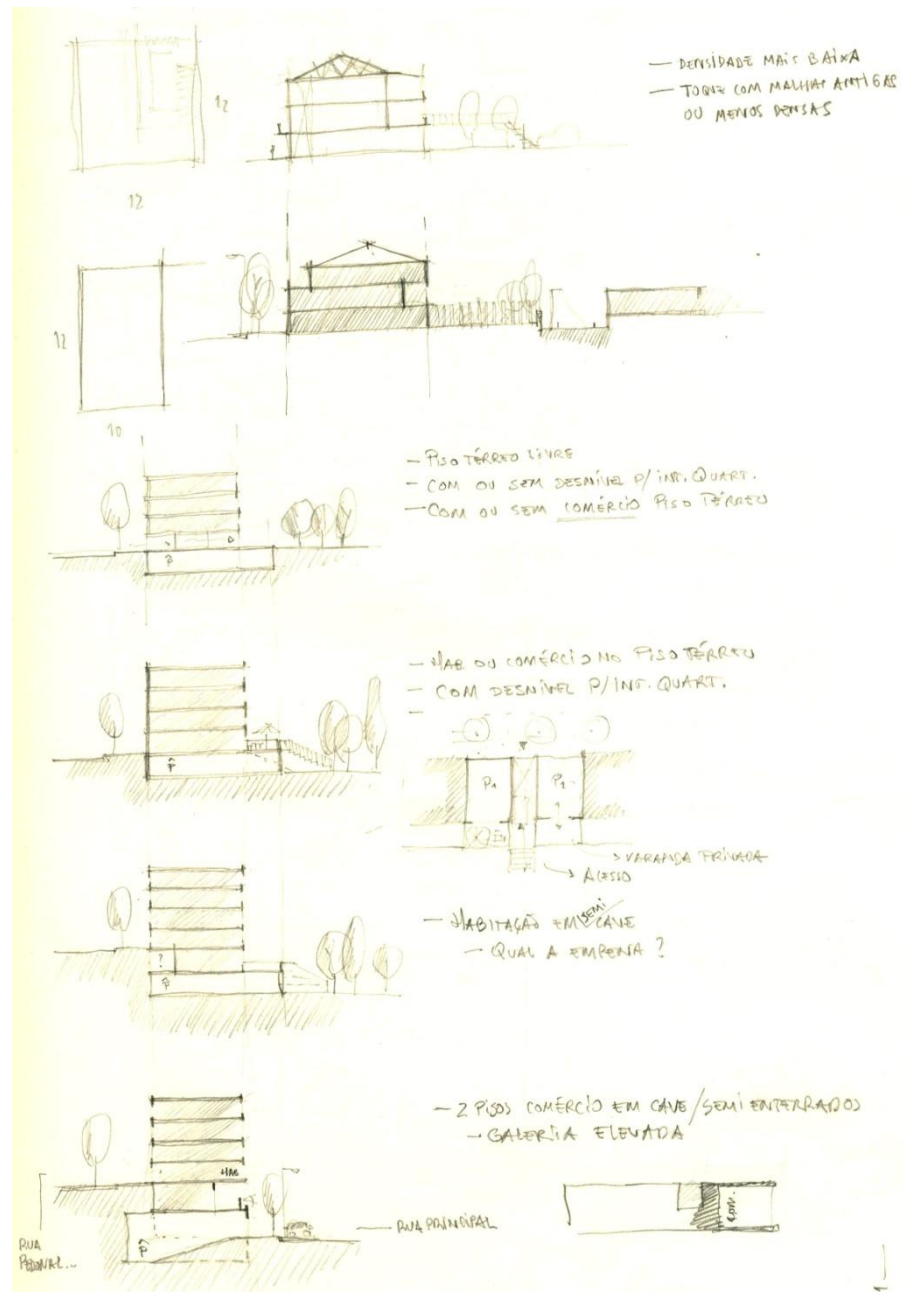 — DENSIDADE MAIS BAIXA
— TOQUE COM MALHAS ANTIGAS
OU MENOS DENSAS
12
12
12
10
— PISO TÉRREO LIVRE
— COM OU SEM DESNÍVEL P/ INT. QUART.
— COM OU SEM COMÉRCIO PISO TÉRREO
P
— HAB OU COMÉRCIO NO PISO TÉRREO
— COM DESNÍVEL P/ INT. QUART.
—
P
P1
P2
VARANDA PRIVADA
ACESSO
— HABITAÇÃO EM SEMI CAVE
— QUAL A EMPENA ?
?
P
— 2 PISOS COMÉRCIO EM CAVE / SEMI ENTERRADOS
→ GALERIA ELEVADA
HAB
P
RUA PRINCIPAL
RUA
PEDONAL...
COM.